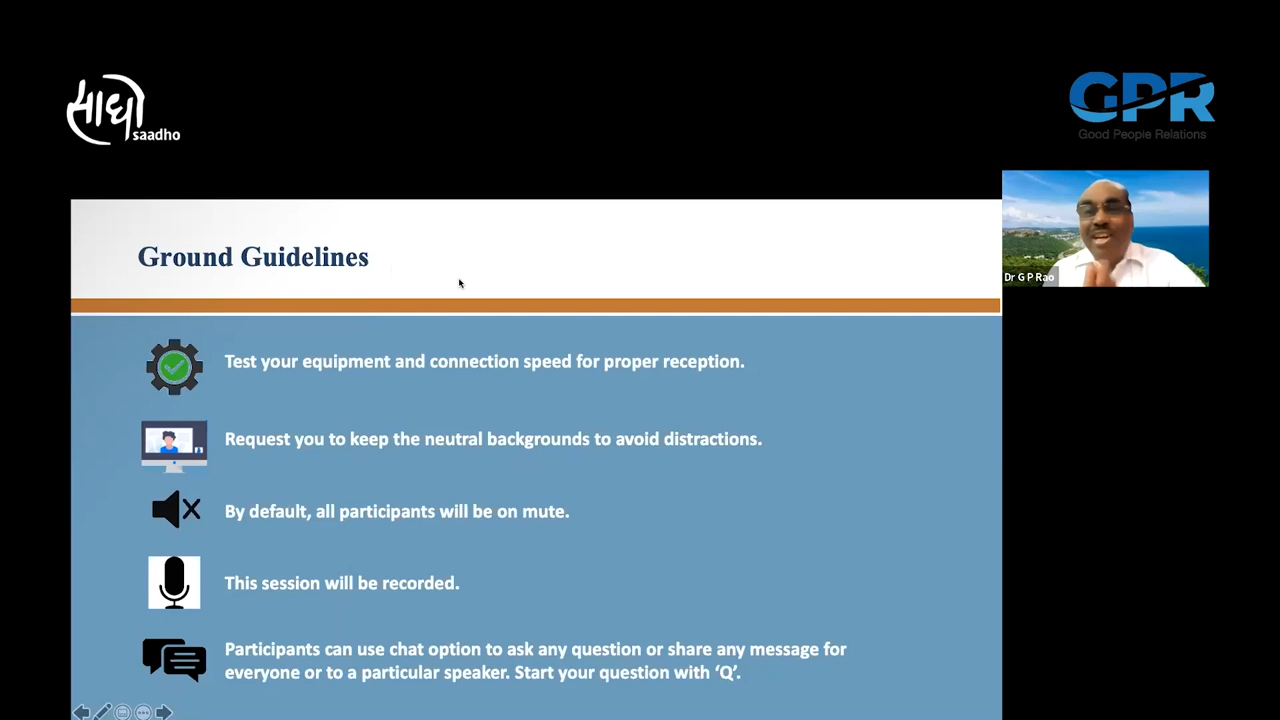 साधो
saadho
GPR
Good People Relations
Dr G P Rao
Ground Guidelines
Test your equipment and connection speed for proper reception.
Request you to keep the neutral backgrounds to avoid distractions.
By default, all participants will be on mute.
This session will be recorded.
Participants can use chat option to ask any question or share any message for
everyone or to a particular speaker. Start your question with ‘Q’.